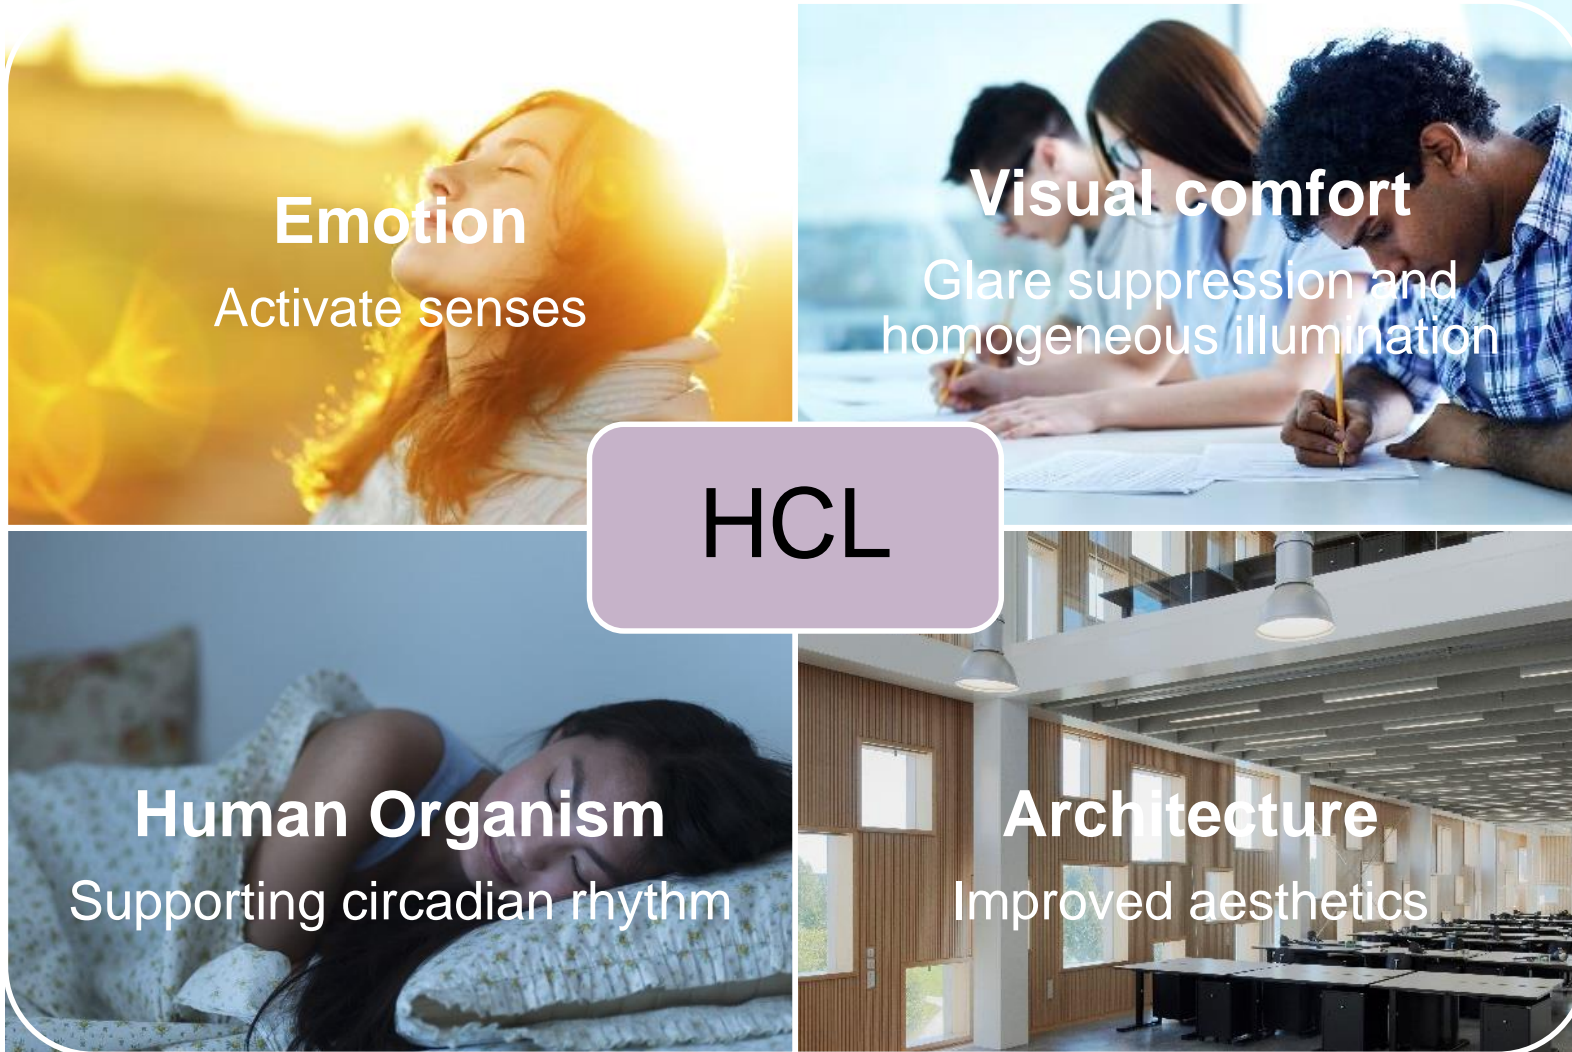 Emotion
Activate senses
Visual comfort
Glare suppression and
homogeneous illumination
HCL
Human Organism
Supporting circadian rhythm
Architecture
Improved aesthetics